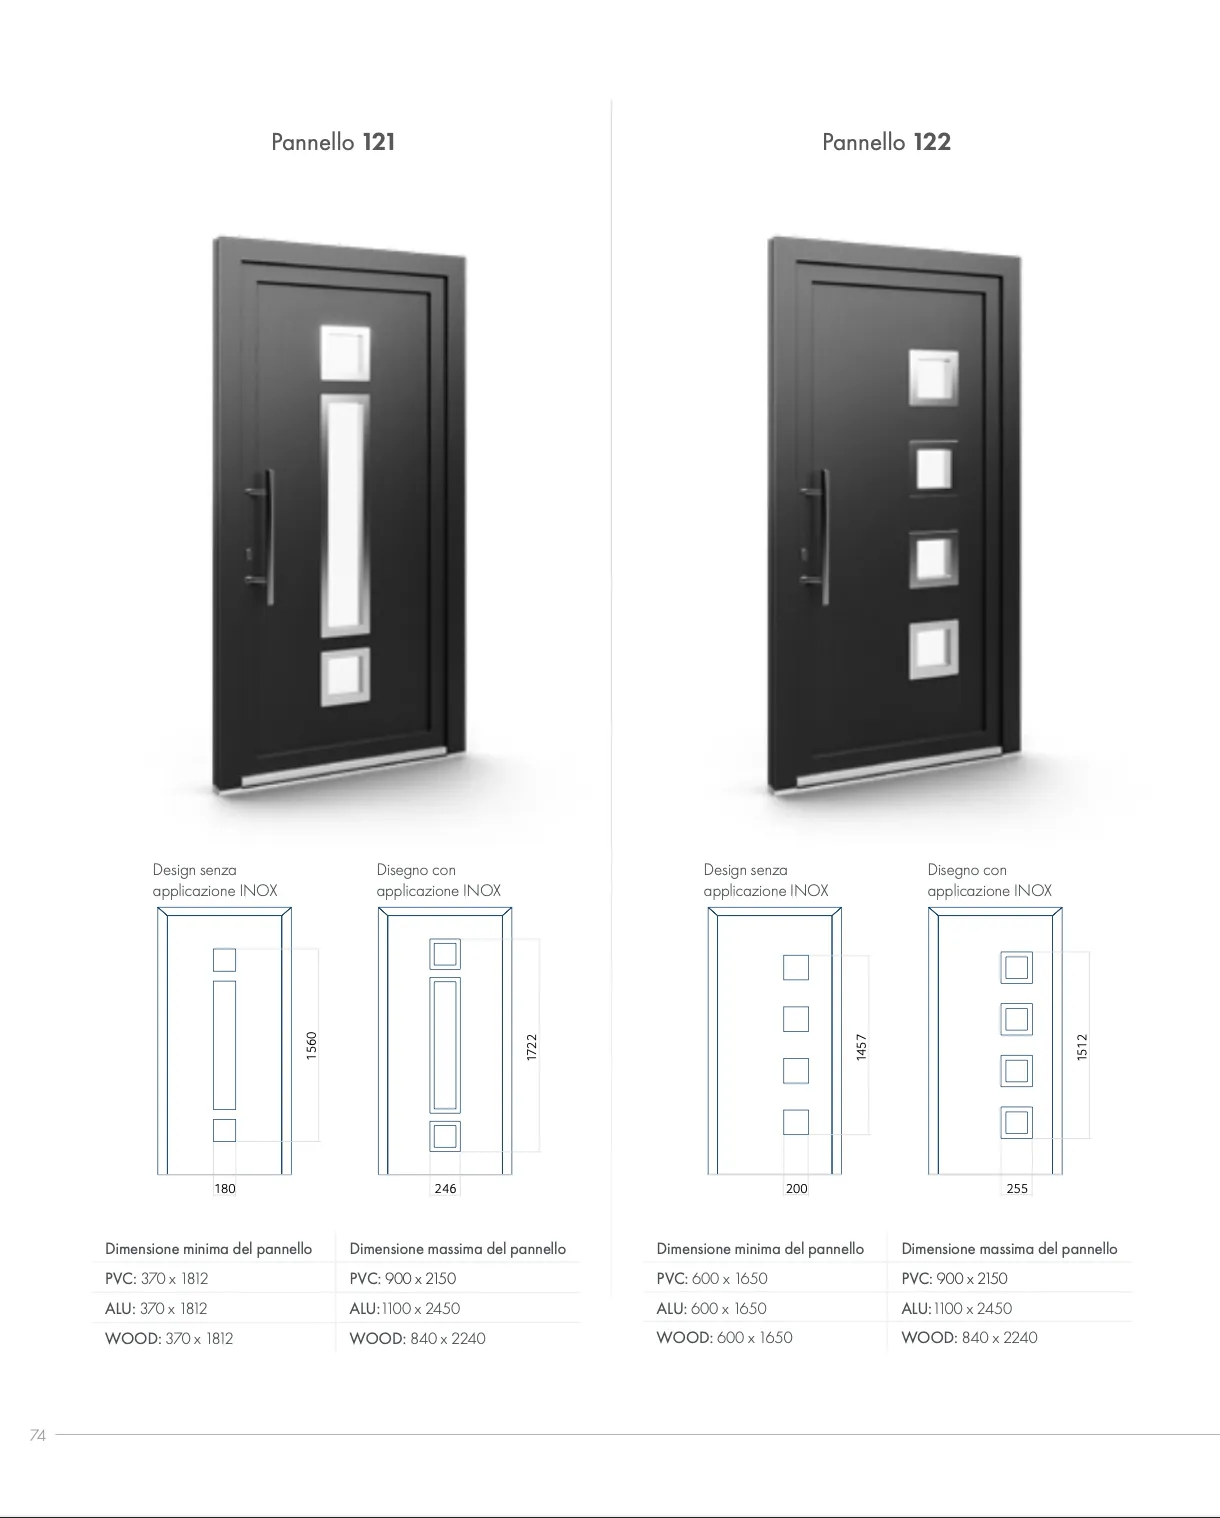 Pannello 121
Design senza
applicazione INOX
Disegno con
applicazione INOX
1560
1722
180
246
Dimensione minima del pannello
Dimensione massima del pannello
PVC: 370 x 1812
PVC: 900 x 2150
ALU: 370 x 1812
ALU:1100 x 2450
WOOD: 370 x 1812
WOOD: 840 x 2240
Pannello 122
Design senza
applicazione INOX
Disegno con
applicazione INOX
1457
1512
200
255
Dimensione minima del pannello
Dimensione massima del pannello
PVC: 600 x 1650
PVC: 900 x 2150
ALU: 600 x 1650
ALU:1100 x 2450
WOOD: 600 x 1650
WOOD: 840 x 2240
74